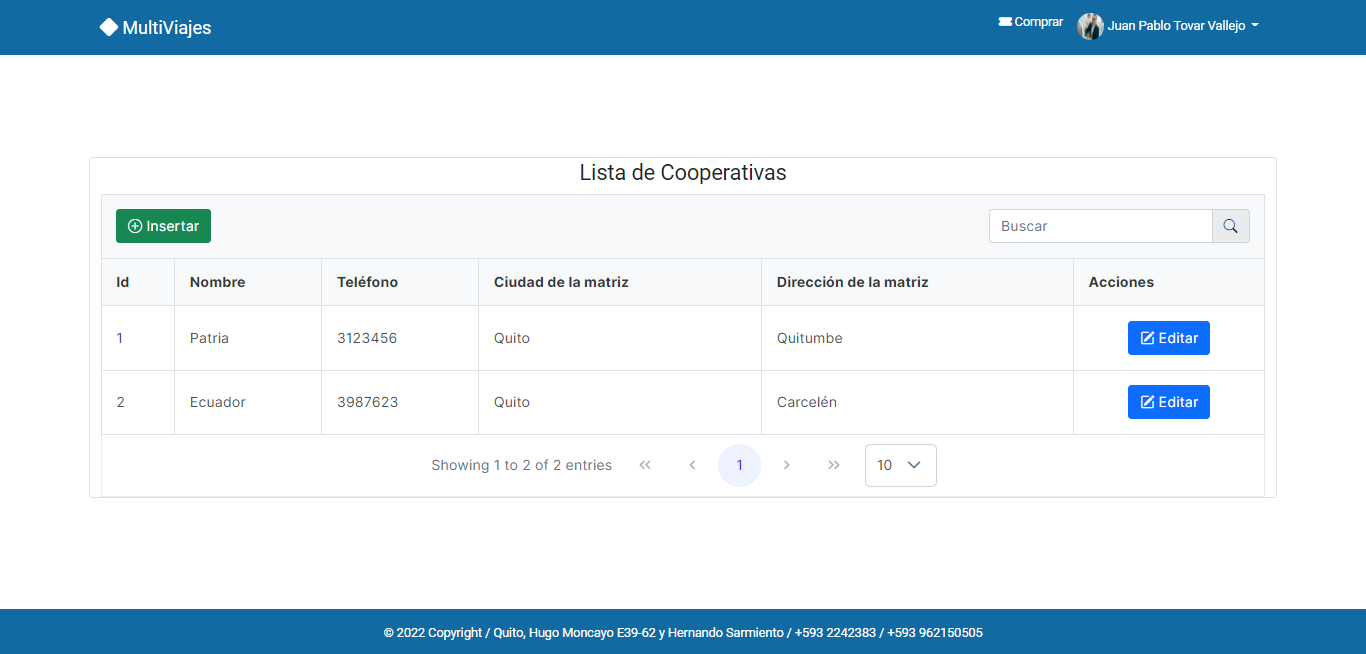 MultiViajes
Comprar
Juan Pablo Tovar Vallejo
Lista de Cooperativas
Insertar
Buscar
Id Nombre Teléfono Ciudad de la matriz Dirección de la matriz Acciones
1 Patria 3123456 Quito Quitumbe Editar
2 Ecuador 3987623 Quito Carcelén Editar
Showing 1 to 2 of 2 entries « ‹ 1 › » 10
© 2022 Copyright / Quito, Hugo Moncayo E39-62 y Hernando Sarmiento / +593 2242383 / +593 962150505